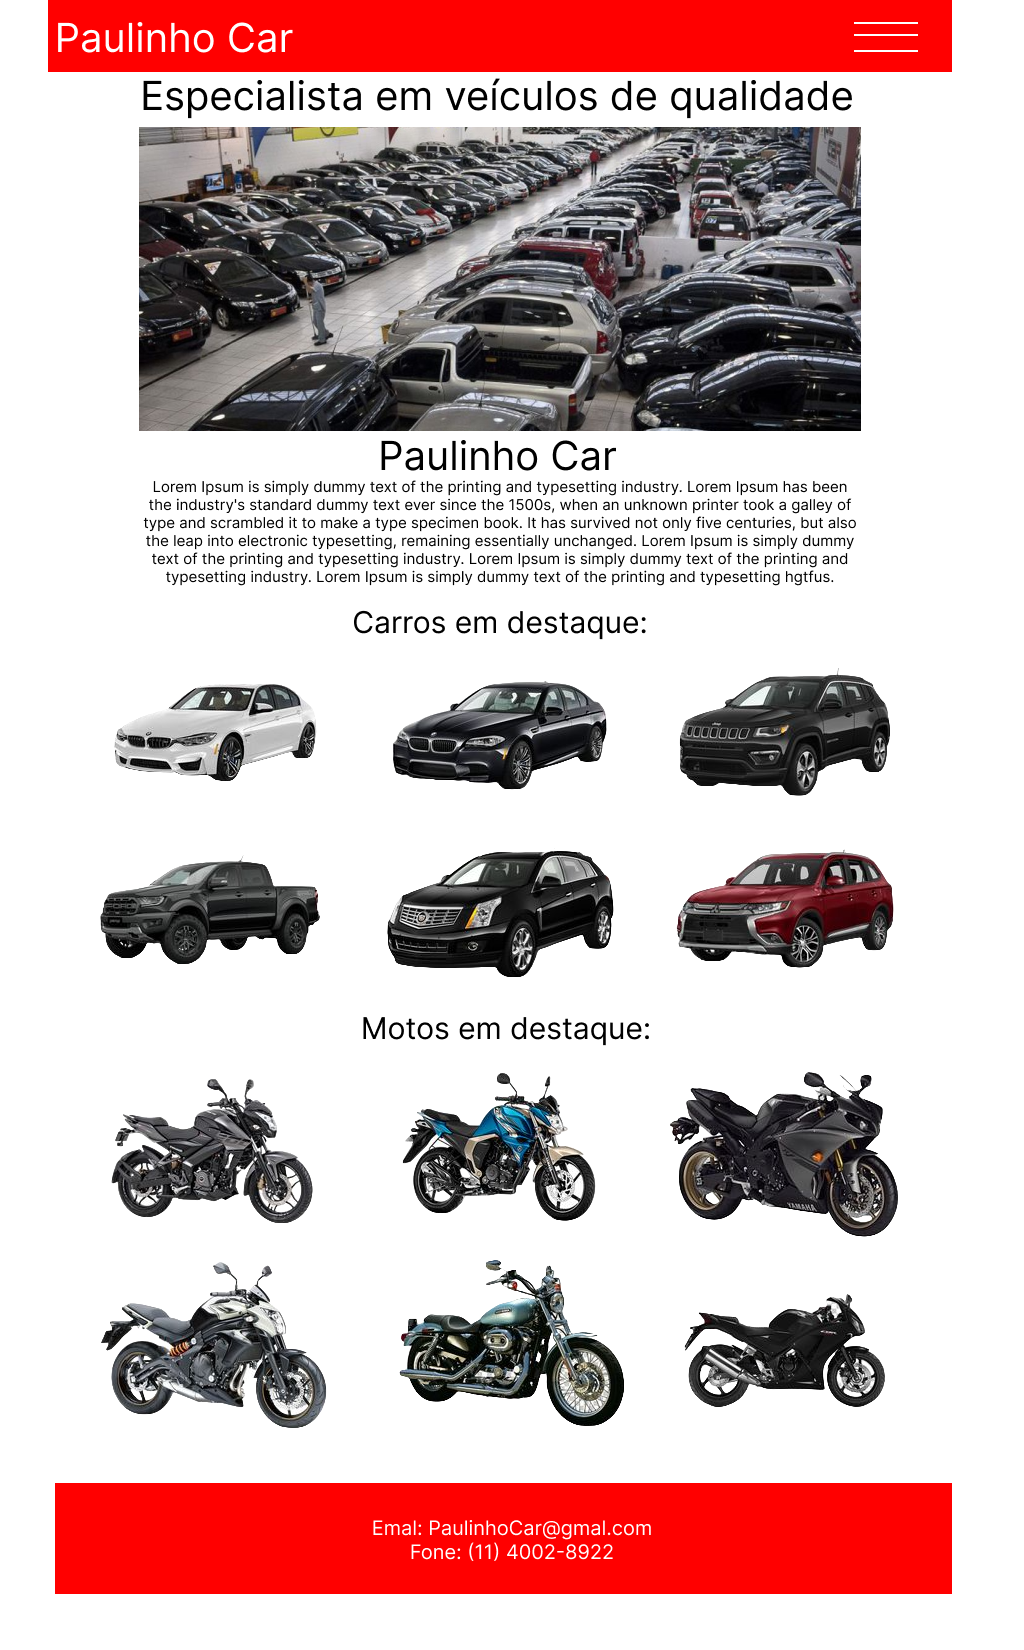 Paulinho Car
Especialista em veículos de qualidade
Paulinho Car
Lorem Ipsum is simply dummy text of the printing and typesetting industry. Lorem Ipsum has been
the industry's standard dummy text ever since the 1500s, when an unknown printer took a galley of
type and scrambled it to make a type specimen book. It has survived not only five centuries, but also
the leap into electronic typesetting, remaining essentially unchanged. Lorem Ipsum is simply dummy
text of the printing and typesetting industry. Lorem Ipsum is simply dummy text of the printing and
typesetting industry. Lorem Ipsum is simply dummy text of the printing and typesetting hgtfus.
Carros em destaque:
Motos em destaque:
YAMAHA
Emal: PaulinhoCar@gmal.com
Fone: (11) 4002-8922